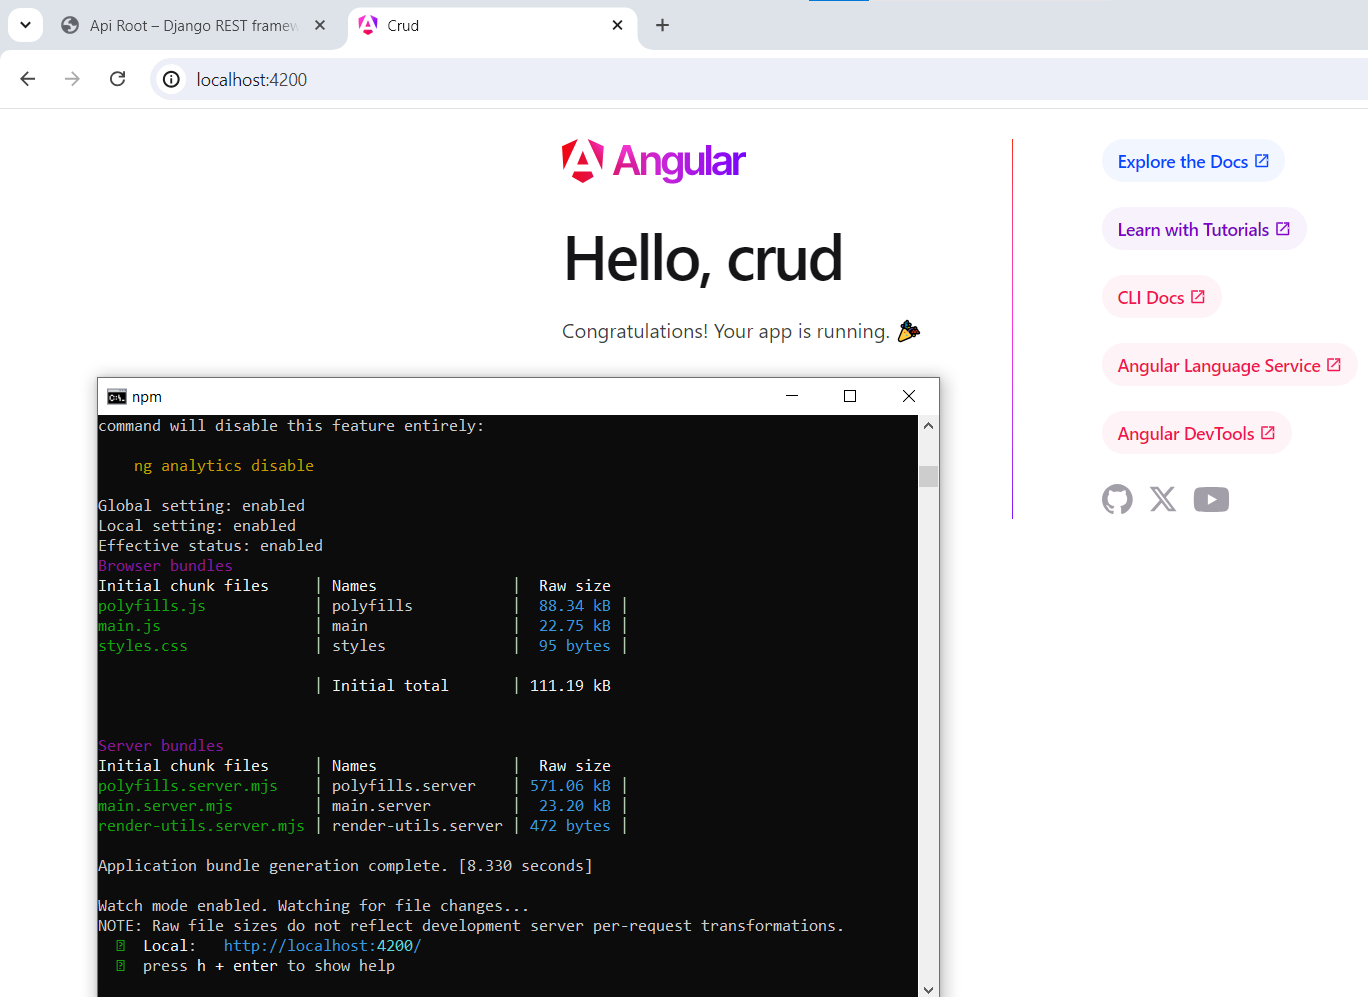 Api Root – Django REST framew
Crud
localhost:4200
Angular
Hello, crud
Congratulations! Your app is running. 🎉
Explore the Docs
Learn with Tutorials
CLI Docs
Angular Language Service
Angular DevTools
npm
command will disable this feature entirely:
ng analytics disable
Global setting: enabled
Local setting: enabled
Effective status: enabled
Browser bundles
Initial chunk files | Names | Raw size
polyfills.js | polyfills | 88.34 kB |
main.js | main | 22.75 kB |
styles.css | styles | 95 bytes |
| Initial total | 111.19 kB
Server bundles
Initial chunk files | Names | Raw size
polyfills.server.mjs | polyfills.server | 571.06 kB |
main.server.mjs | main.server | 23.20 kB |
render-utils.server.mjs | render-utils.server | 472 bytes |
Application bundle generation complete. [8.330 seconds]
Watch mode enabled. Watching for file changes...
NOTE: Raw file sizes do not reflect development server per-request transformations.
Local: http://localhost:4200/
press h + enter to show help